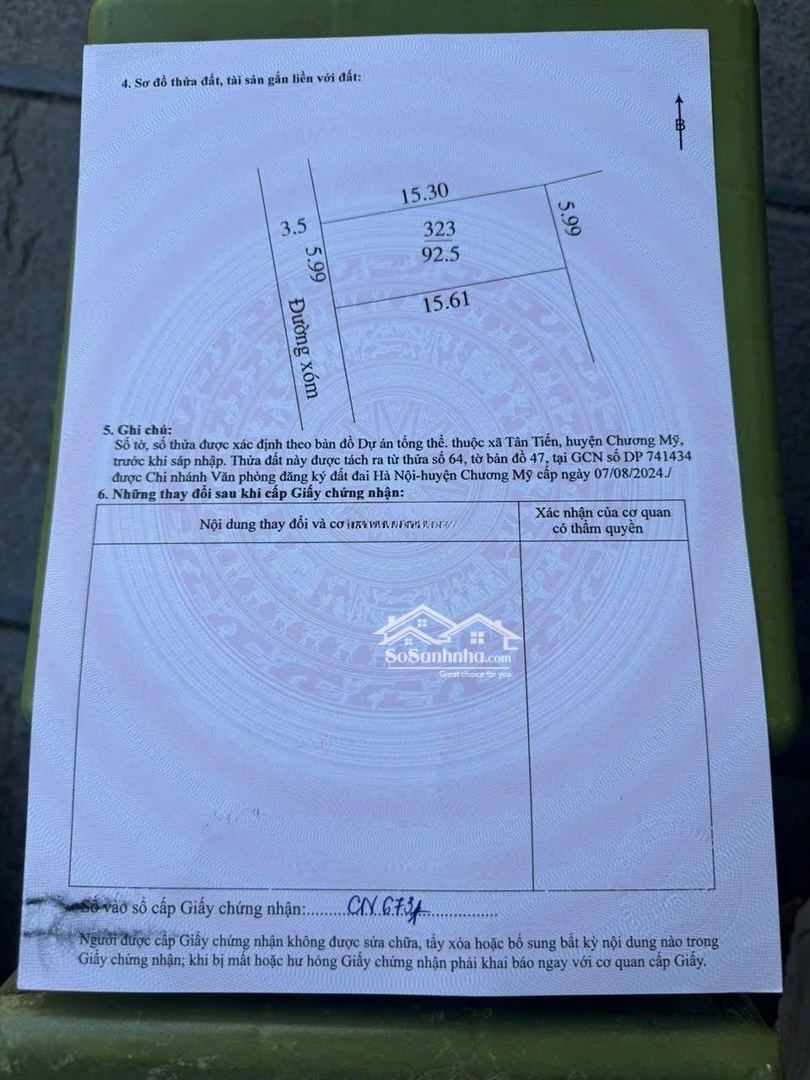 4. Sơ đồ thửa đất, tài sản gắn liền với đất:
B
15.30
3.5
5.99
323
92.5
5.99
15.61
Đường xóm
5. Ghi chú:
Số tờ, số thửa được xác định theo bản đồ Dự án tổng thể. thuộc xã Tân Tiến, huyện Chương Mỹ,
trước khi sáp nhập. Thửa đất này được tách ra từ thửa số 64, tờ bản đồ 47, tại GCN số DP 741434
được Chi nhánh Văn phòng đăng ký đất đai Hà Nội-huyện Chương Mỹ cấp ngày 07/08/2024./
6. Những thay đổi sau khi cấp Giấy chứng nhận:
Nội dung thay đổi và cơ
Xác nhận của cơ quan
có thẩm quyền
SoSanhnha.com
Great choice for you
Số vào sổ cấp Giấy chứng nhận:
Người được cấp Giấy chứng nhận không được sửa chữa, tẩy xóa hoặc bổ sung bất kỳ nội dung nào trong
Giấy chứng nhận; khi bị mất hoặc hư hỏng Giấy chứng nhận phải khai báo ngay với cơ quan cấp Giấy.